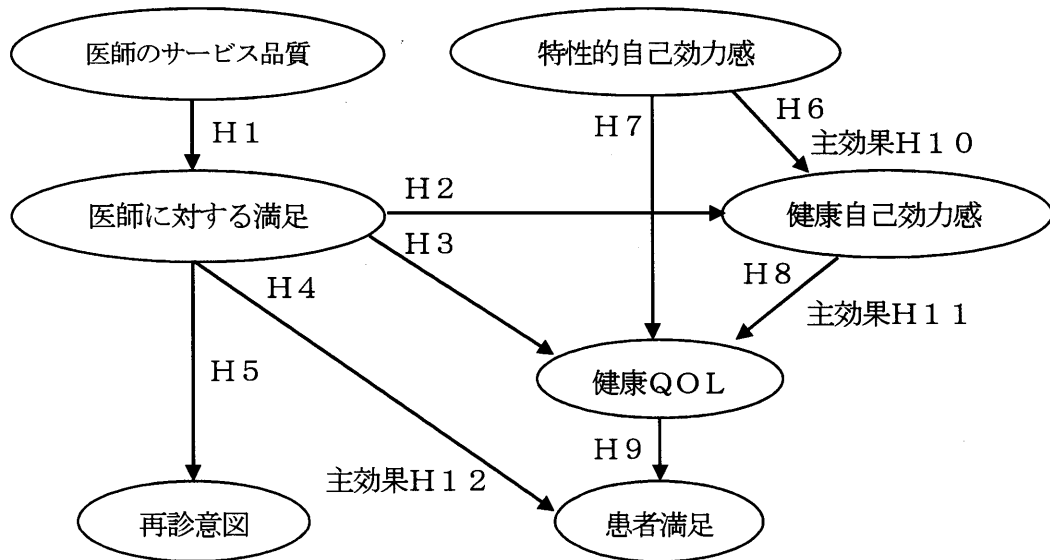 医師のサービス品質
特性的自己効力感
H1
H7
H6
主効果H10
医師に対する満足
H2
健康自己効力感
H3
H4
H8
主効果H11
H5
健康QOL
H9
主効果H12
再診意図
患者満足